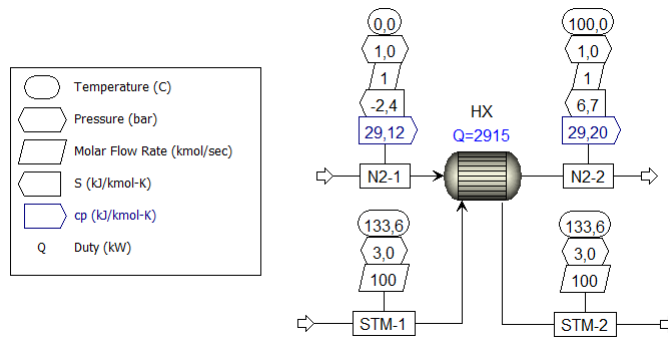 Temperature (C)
Pressure (bar)
Molar Flow Rate (kmol/sec)
S (kJ/kmol-K)
cp (kJ/kmol-K)
Q Duty (kW)
0,0
1,0
1
-2,4
29,12
N2-1
HX
Q=2915
100,0
1,0
1
6,7
29,20
N2-2
133,6
3,0
100
STM-1
133,6
3,0
100
STM-2